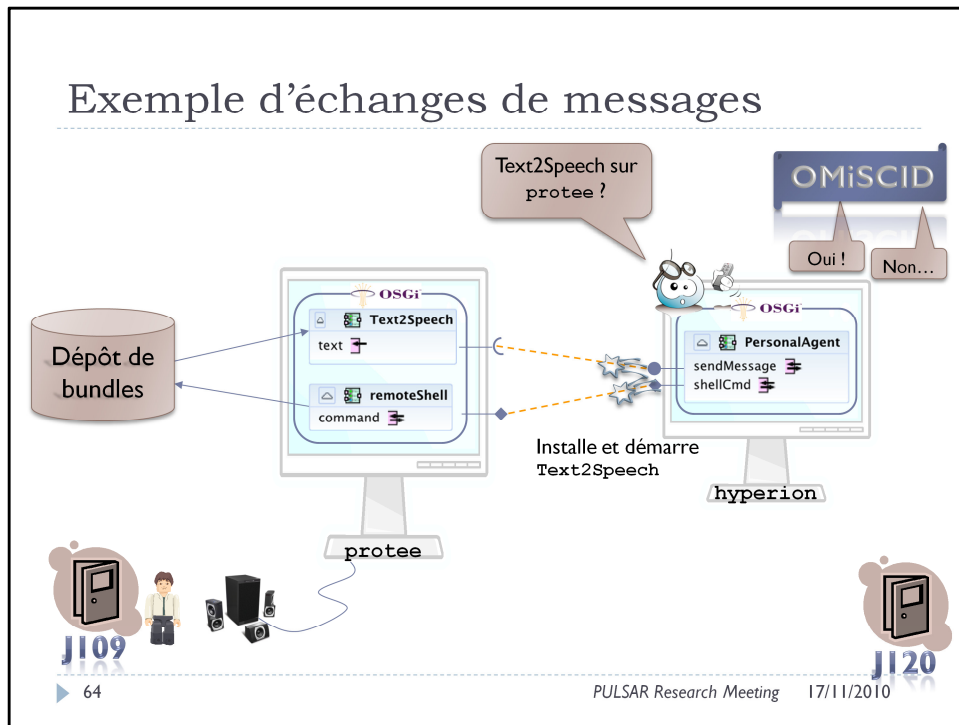 Exemple d'échanges de messages
Text2Speech sur
protee ?
OMiSCID
Oui !
Non…
OSGi
Text2Speech
text
remoteShell
command
Dépôt de
bundles
OSGi
PersonalAgent
sendMessage
shellCmd
Installe et démarre
Text2Speech
hyperion
protee
J109
J120
64
PULSAR Research Meeting
17/11/2010